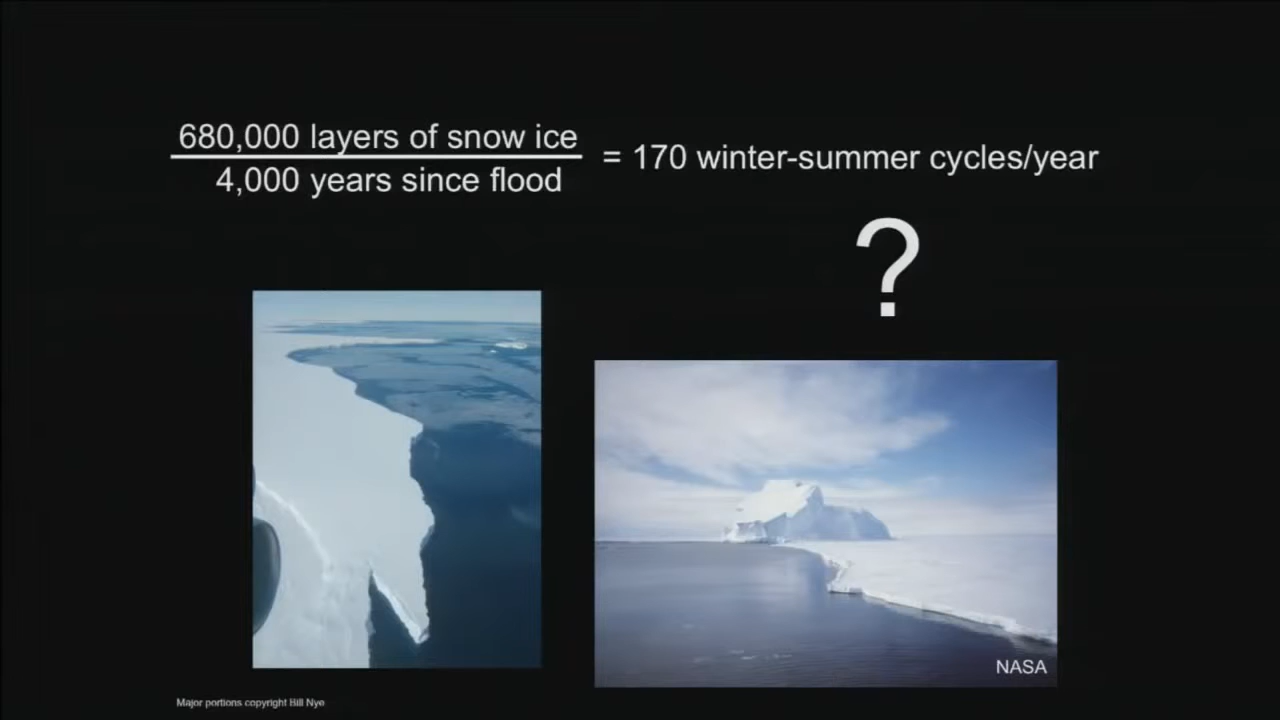 680,000 layers of snow ice
4,000 years since flood
= 170 winter-summer cycles/year
?
NASA
Major portions copyright Bill Nye